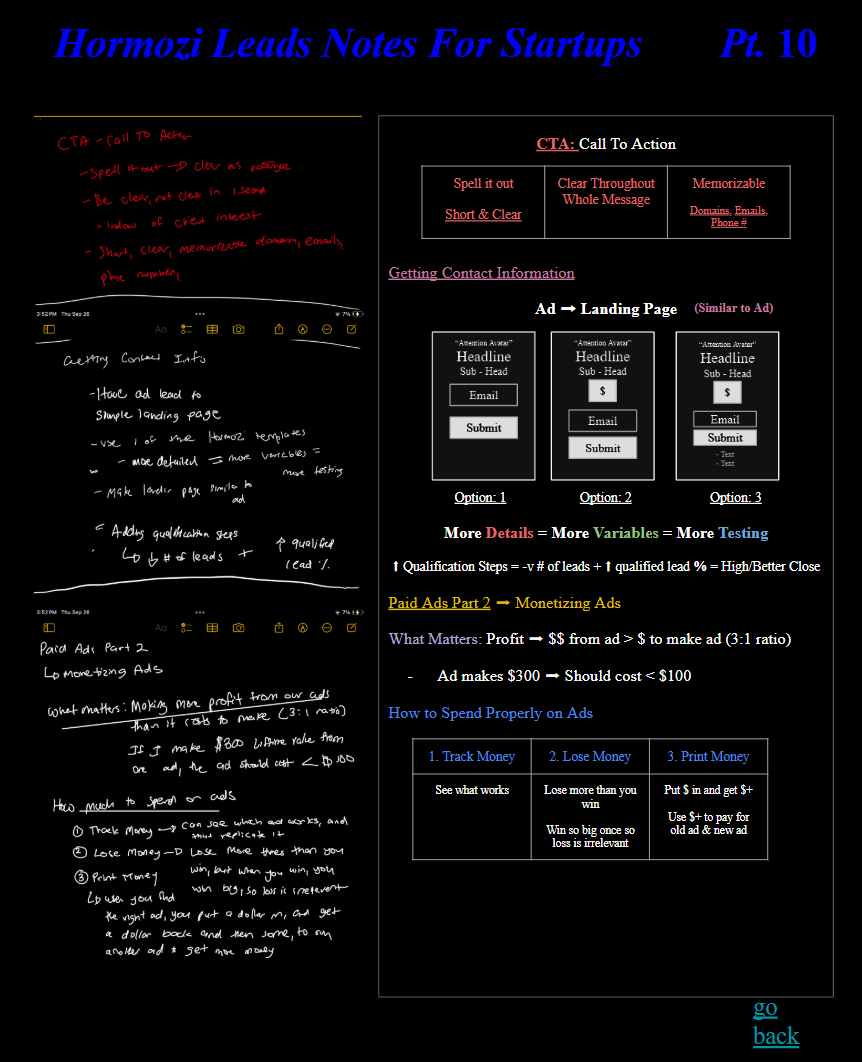 Hormozi Leads Notes For Startups Pt. 10
CTA - Call To Action
- Spell it out → clear as possible
- Be clear, not clear in 1 second
window of client interest
- Short, clear, memorizable domains, emails,
phone numbers,
3:52 PM Thu Sep 26
7%
Aa
Getting Contact Info
- Have ad lead to
simple landing page
- use 1 of the Hormozi templates
- more detailed = more variables =
more testing
- Make lander page similar to
ad
Adding qualification steps
↳ ↓ # of leads + ↑ qualified
lead %
3:52 PM Thu Sep 26
7%
Aa
Paid Ads Part 2
↳ Monetizing Ads
what matters: Making more profit from our ads
than it costs to make (3:1 ratio)
If I make $300 lifetime value from
one ad, the ad should cost < $100
How much to spend on ads
① Track Money → can see which ad works, and
thus replicate it
② Lose Money → Lose more times than you
win, but when you win, you
win big, so loss is irrelevant
③ Print Money
↳ when you find
the right ad, you put a dollar in, and get
a dollar back and then some, to run
another ad + get more money
CTA: Call To Action
Spell it out
Short & Clear
Clear Throughout
Whole Message
Memorizable
Domains, Emails,
Phone #
Getting Contact Information
Ad → Landing Page (Similar to Ad)
"Attention Avatar"
Headline
Sub - Head
Email
Submit
Option: 1
"Attention Avatar"
Headline
Sub - Head
$
Email
Submit
Option: 2
"Attention Avatar"
Headline
Sub - Head
$
Email
Submit
- Text
- Text
Option: 3
More Details = More Variables = More Testing
⬆ Qualification Steps = -v # of leads + ⬆ qualified lead % = High/Better Close
Paid Ads Part 2 → Monetizing Ads
What Matters: Profit → $$ from ad > $ to make ad (3:1 ratio)
- Ad makes $300 → Should cost < $100
How to Spend Properly on Ads
1. Track Money
2. Lose Money
3. Print Money
See what works
Lose more than you
win
Win so big once so
loss is irrelevant
Put $ in and get $+
Use $+ to pay for
old ad & new ad
go
back